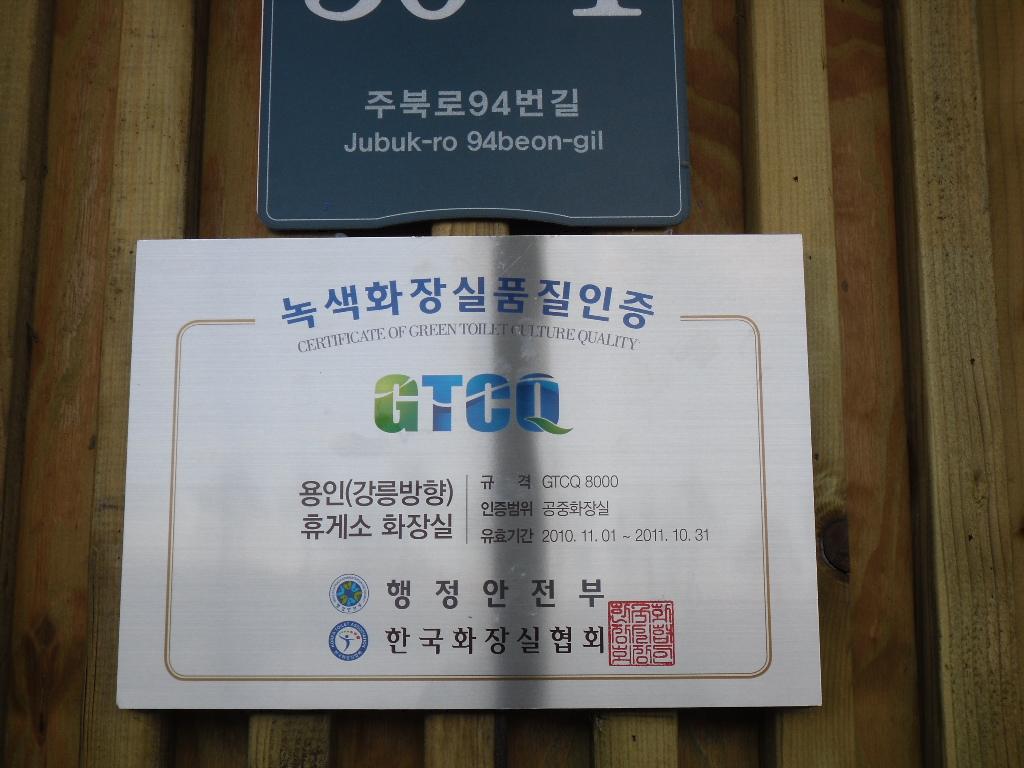 주북로94번길
Jubuk-ro 94beon-gil
녹색화장실품질인증
CERTIFICATE OF GREEN TOILET CULTURE QUALITY
GTCQ
용인(강릉방향)
휴게소 화장실
규 격 GTCQ 8000
인증범위 공중화장실
유효기간 2010. 11. 01 ~ 2011. 10. 31
행정안전부
한국화장실협회